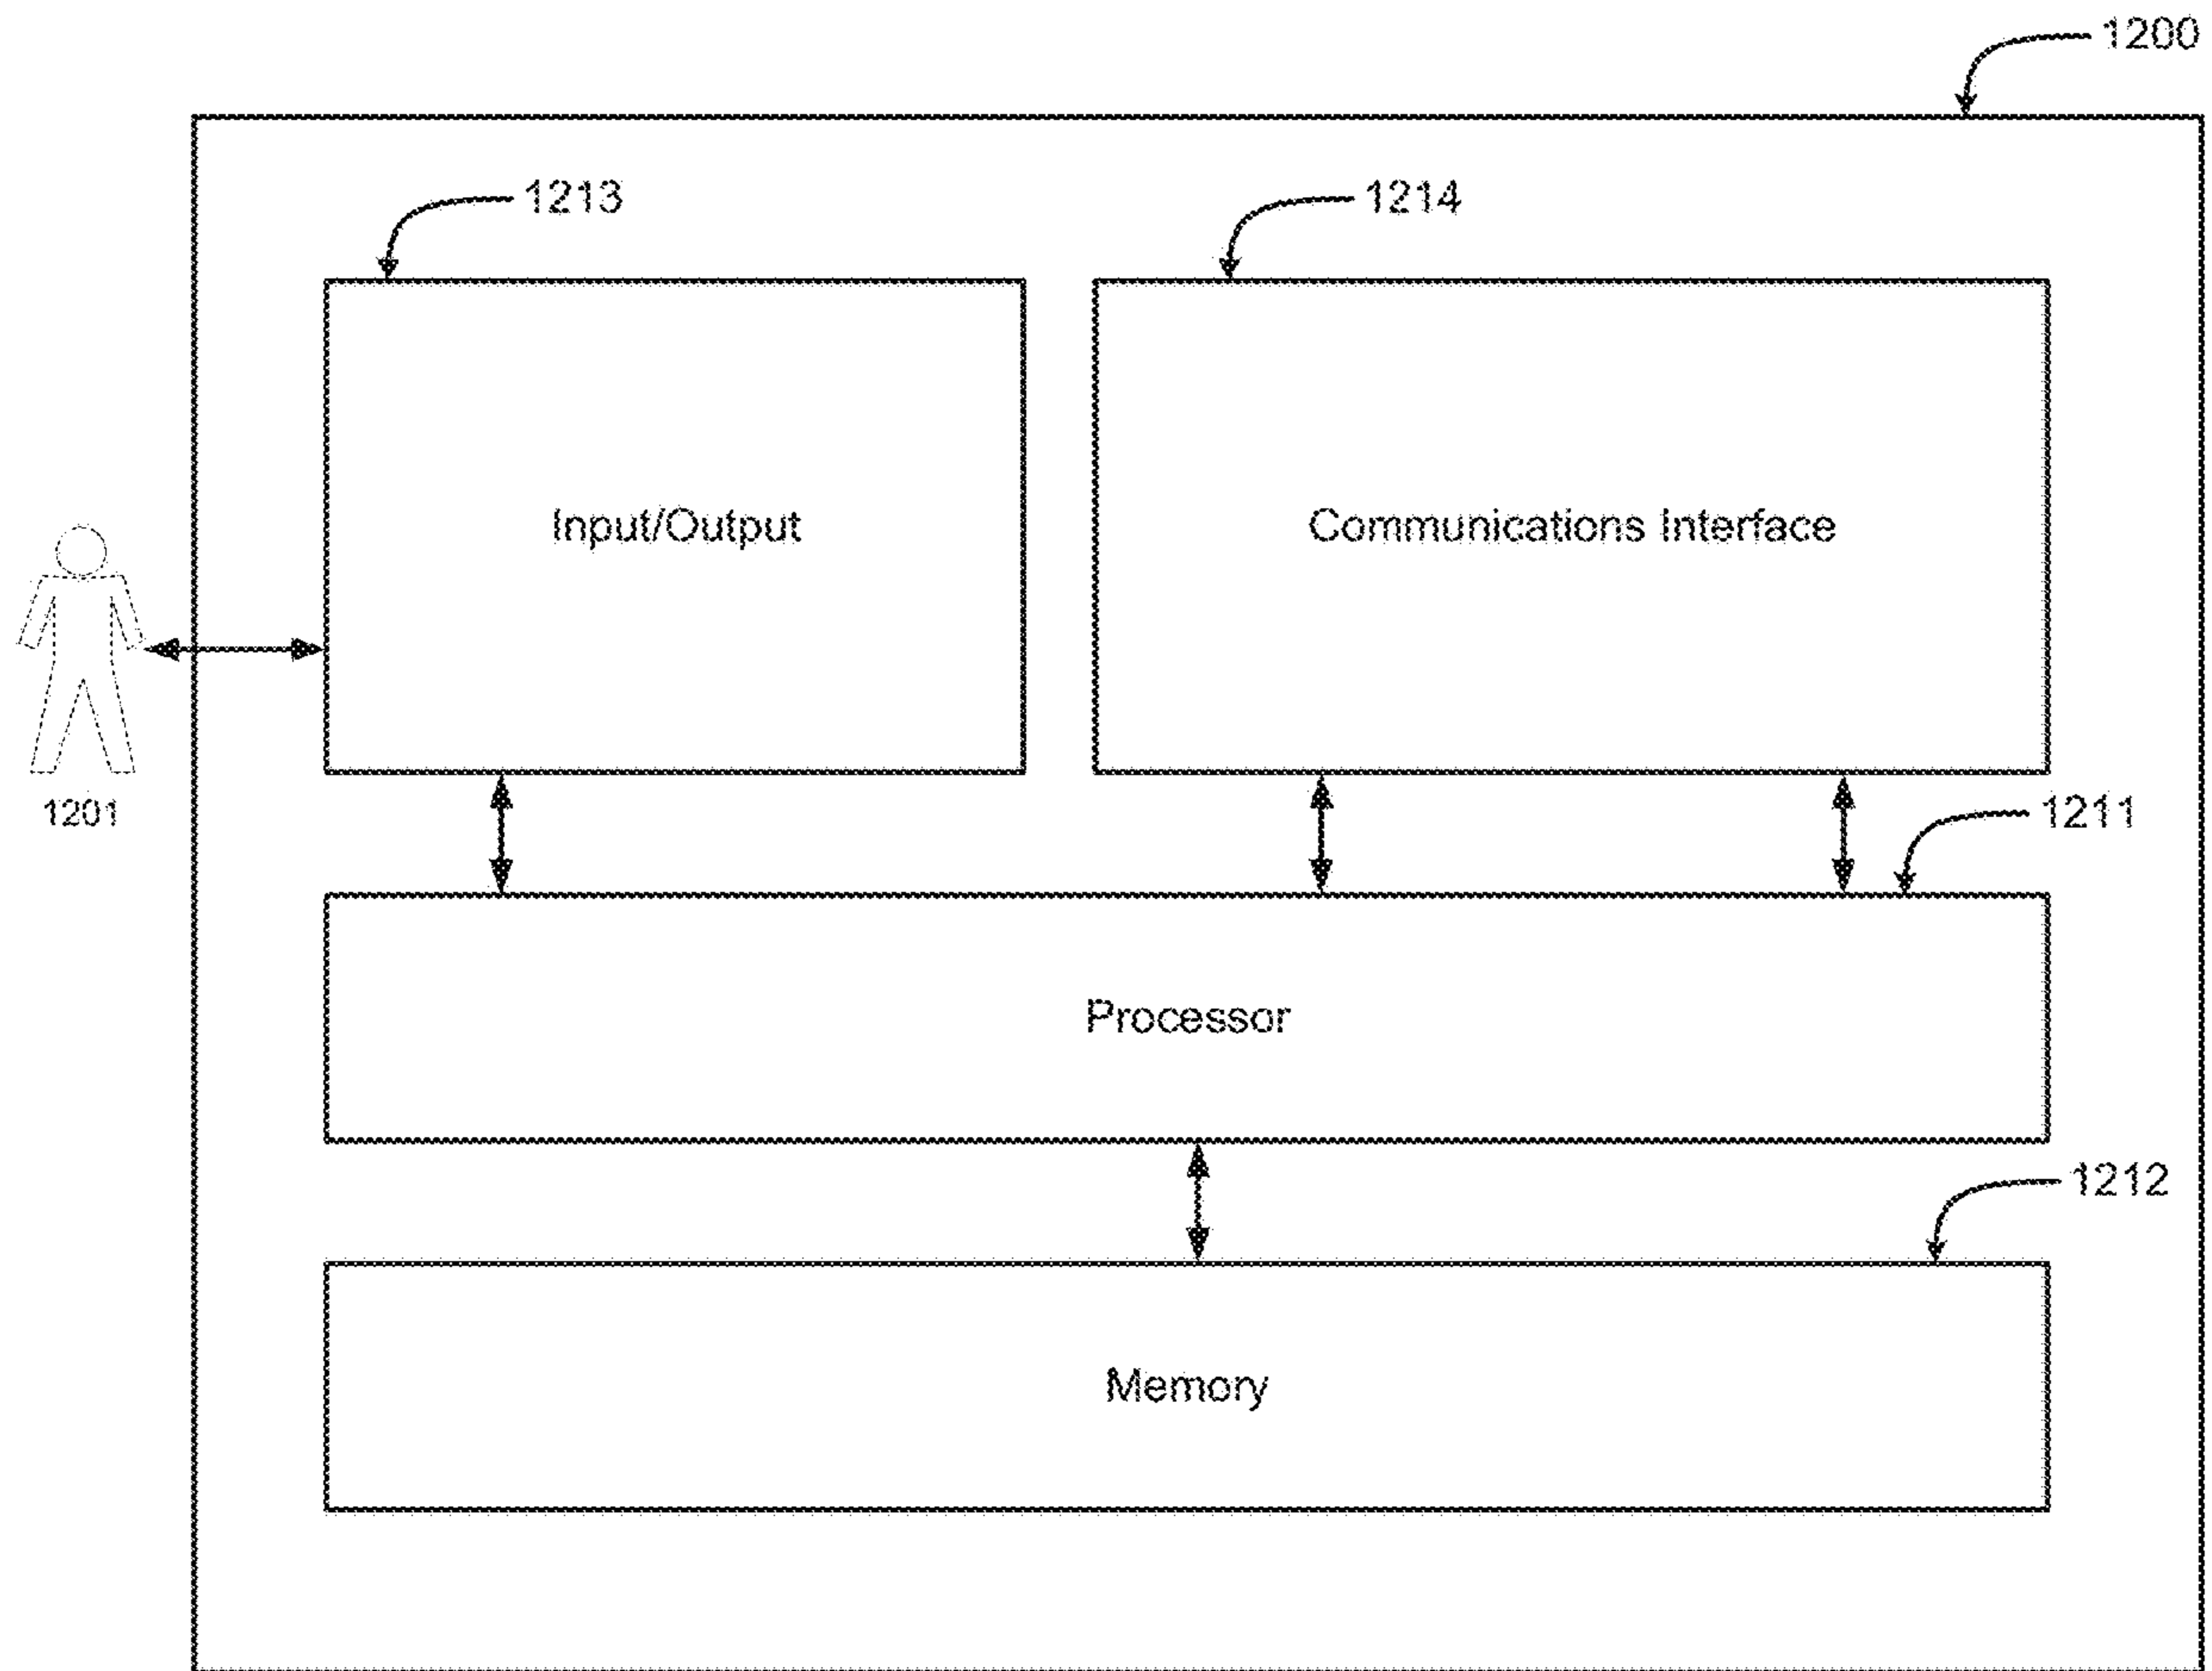 1200
1213
1214
Input/Output
Communications Interface
1201
1211
Processor
1212
Memory